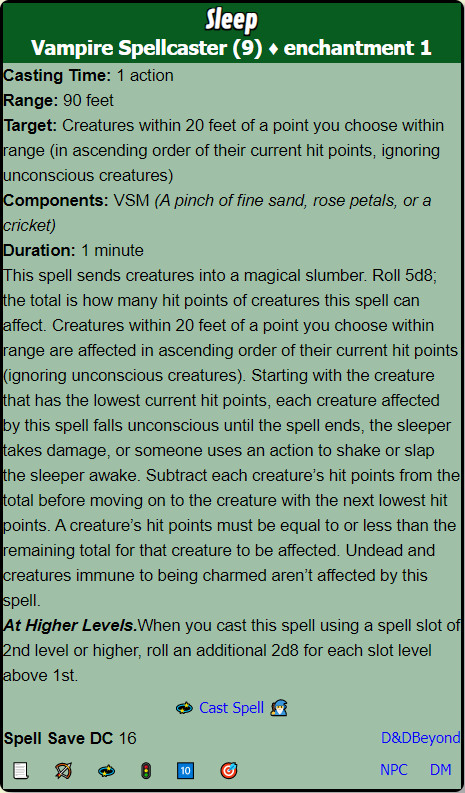 Sleep
Vampire Spellcaster (9) ♦ enchantment 1
Casting Time: 1 action
Range: 90 feet
Target: Creatures within 20 feet of a point you choose within
range (in ascending order of their current hit points, ignoring
unconscious creatures)
Components: VSM (A pinch of fine sand, rose petals, or a
cricket)
Duration: 1 minute
This spell sends creatures into a magical slumber. Roll 5d8;
the total is how many hit points of creatures this spell can
affect. Creatures within 20 feet of a point you choose within
range are affected in ascending order of their current hit points
(ignoring unconscious creatures). Starting with the creature
that has the lowest current hit points, each creature affected
by this spell falls unconscious until the spell ends, the sleeper
takes damage, or someone uses an action to shake or slap
the sleeper awake. Subtract each creature’s hit points from the
total before moving on to the creature with the next lowest hit
points. A creature’s hit points must be equal to or less than the
remaining total for that creature to be affected. Undead and
creatures immune to being charmed aren’t affected by this
spell.
At Higher Levels.When you cast this spell using a spell slot of
2nd level or higher, roll an additional 2d8 for each slot level
above 1st.
Cast Spell
Spell Save DC 16 D&DBeyond
10 NPC DM